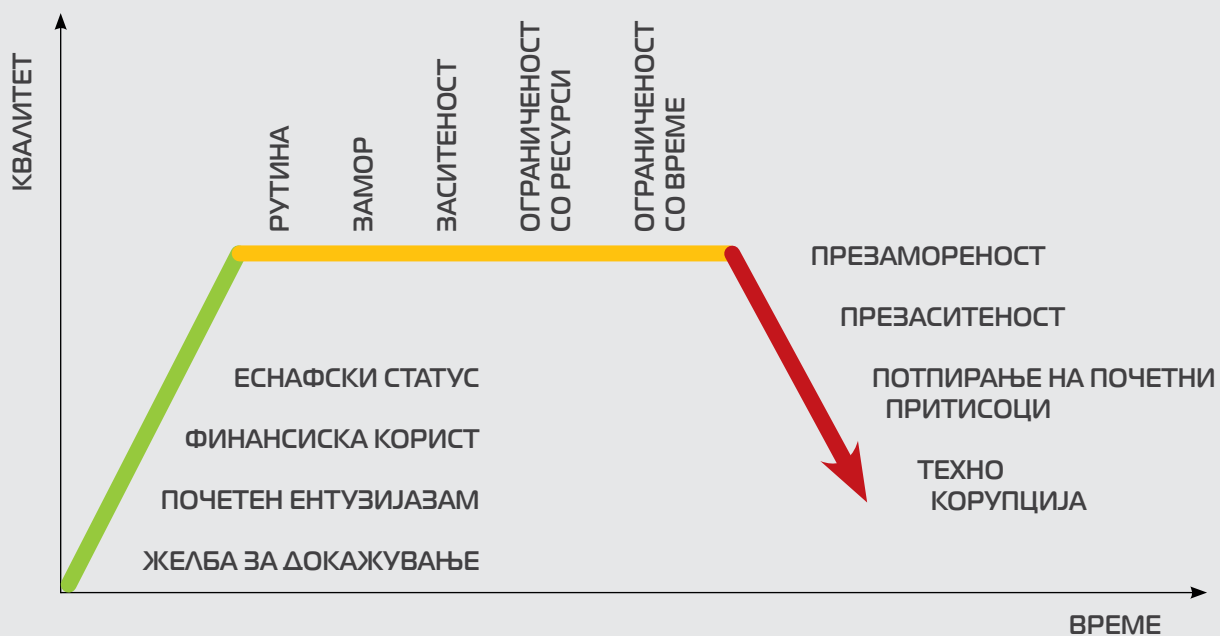 КВАЛИТЕТ
РУТИНА
ЗАМОР
ЗАСИТЕНОСТ
ОГРАНИЧЕНОСТ
СО РЕСУРСИ
ОГРАНИЧЕНОСТ
СО ВРЕМЕ
ПРЕЗАМОРЕНОСТ
ПРЕЗАСИТЕНОСТ
ПОТПИРАЊЕ НА ПОЧЕТНИ
ПРИТИСОЦИ
ТЕХНО
КОРУПЦИЈА
ЕСНАФСКИ СТАТУС
ФИНАНСИСКА КОРИСТ
ПОЧЕТЕН ЕНТУЗИЈАЗАМ
ЖЕЛБА ЗА ДОКАЖУВАЊЕ
ВРЕМЕ